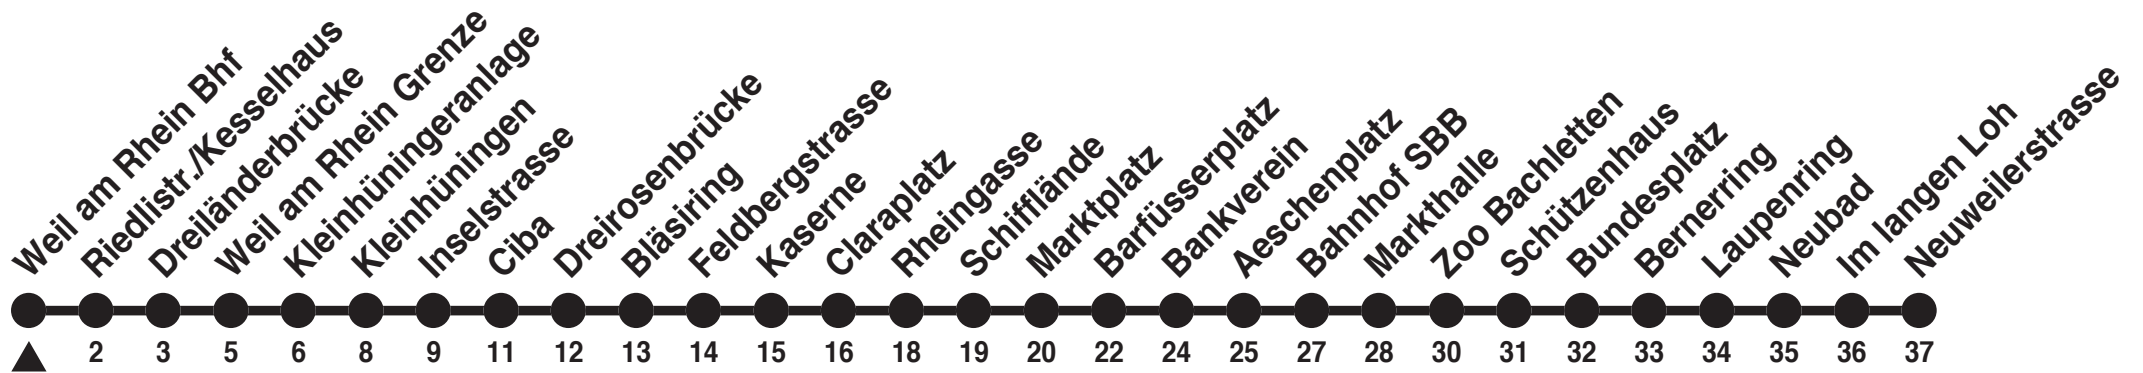 Weil am Rhein Bhf
Riedlistr./Kesselhaus
Dreiländerbrücke
Weil am Rhein Grenze
Kleinhüningeranlage
Kleinhüningen
Inselstrasse
Ciba
Dreirosenbrücke
Bläsiring
Feldbergstrasse
Kaserne
Claraplatz
Rheingasse
Schifflände
Marktplatz
Barfüsserplatz
Bankverein
Aeschenplatz
Bahnhof SBB
Markthalle
Zoo Bachletten
Schützenhaus
Bundesplatz
Bernerring
Laupenring
Neubad
Im langen Loh
Neuweilerstrasse
2 3 5 6 8 9 11 12 13 14 15 16 18 19 20 22 24 25 27 28 30 31 32 33 34 35 36 37